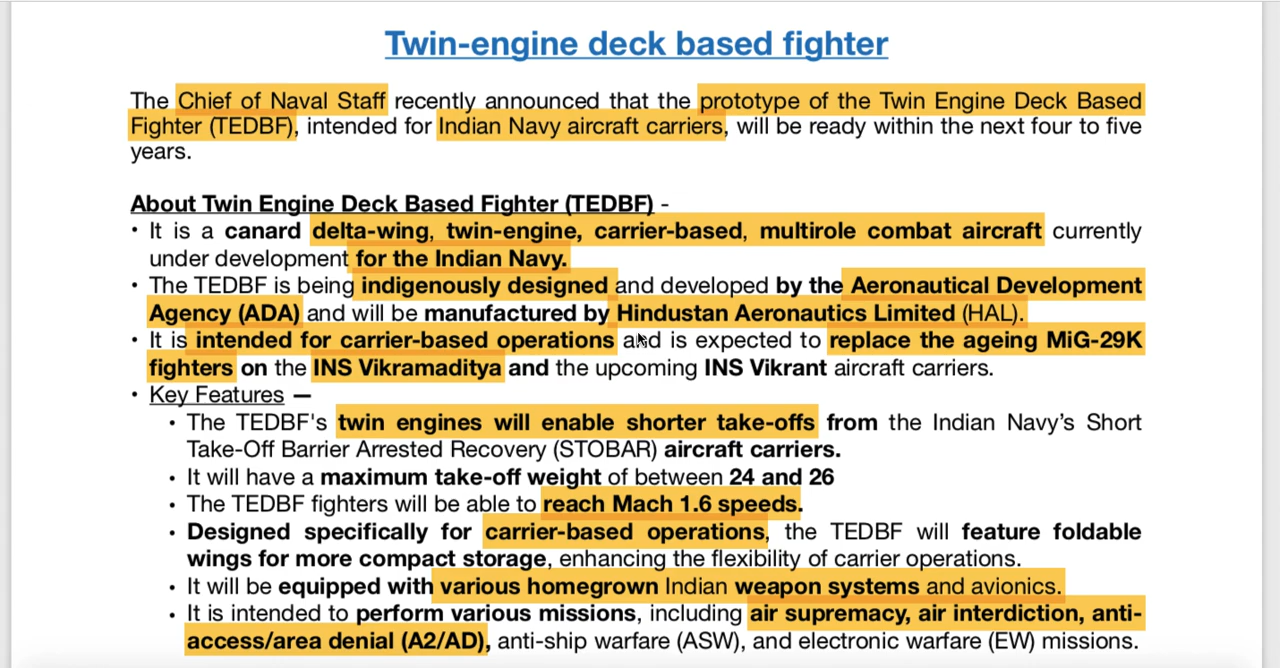 Twin-engine deck based fighter
The Chief of Naval Staff recently announced that the prototype of the Twin Engine Deck Based
Fighter (TEDBF), intended for Indian Navy aircraft carriers, will be ready within the next four to five
years.
About Twin Engine Deck Based Fighter (TEDBF) -
• It is a canard delta-wing, twin-engine, carrier-based, multirole combat aircraft currently
under development for the Indian Navy.
• The TEDBF is being indigenously designed and developed by the Aeronautical Development
Agency (ADA) and will be manufactured by Hindustan Aeronautics Limited (HAL).
• It is intended for carrier-based operations and is expected to replace the ageing MiG-29K
fighters on the INS Vikramaditya and the upcoming INS Vikrant aircraft carriers.
• Key Features —
• The TEDBF's twin engines will enable shorter take-offs from the Indian Navy’s Short
Take-Off Barrier Arrested Recovery (STOBAR) aircraft carriers.
• It will have a maximum take-off weight of between 24 and 26
• The TEDBF fighters will be able to reach Mach 1.6 speeds.
• Designed specifically for carrier-based operations, the TEDBF will feature foldable
wings for more compact storage, enhancing the flexibility of carrier operations.
• It will be equipped with various homegrown Indian weapon systems and avionics.
• It is intended to perform various missions, including air supremacy, air interdiction, anti-
access/area denial (A2/AD), anti-ship warfare (ASW), and electronic warfare (EW) missions.